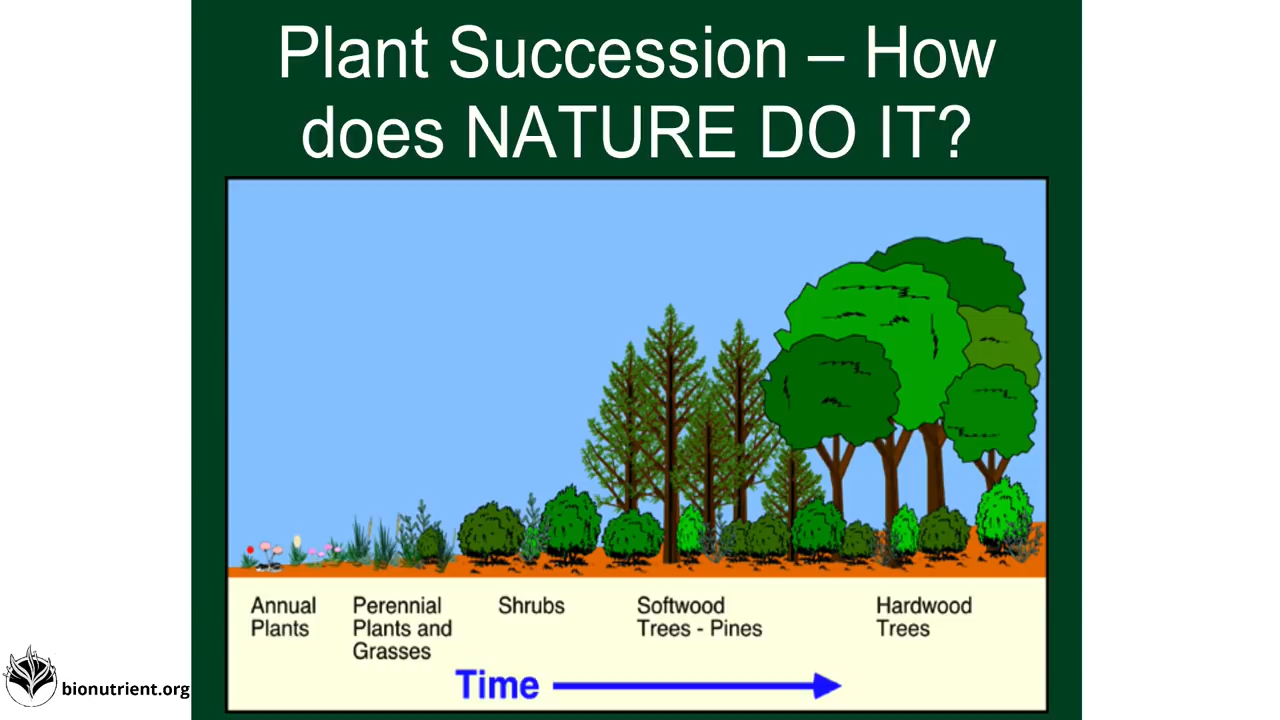 Plant Succession – How
does NATURE DO IT?
Annual
Plants
Perennial
Plants and
Grasses
Shrubs
Softwood
Trees - Pines
Hardwood
Trees
Time
bionutrient.org